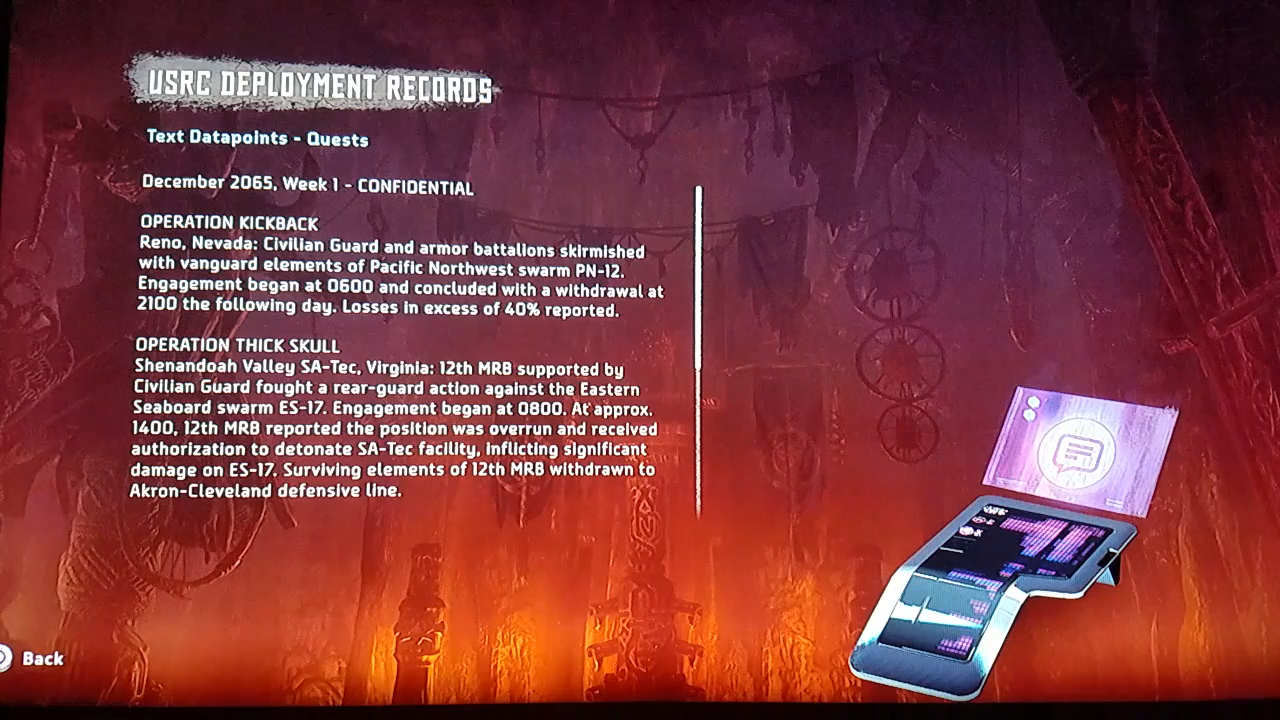 USRC DEPLOYMENT RECORDS
Text Datapoints - Quests
December 2065, Week 1 - CONFIDENTIAL
OPERATION KICKBACK
Reno, Nevada: Civilian Guard and armor battalions skirmished
with vanguard elements of Pacific Northwest swarm PN-12.
Engagement began at 0600 and concluded with a withdrawal at
2100 the following day. Losses in excess of 40% reported.
OPERATION THICK SKULL
Shenandoah Valley SA-Tec, Virginia: 12th MRB supported by
Civilian Guard fought a rear-guard action against the Eastern
Seaboard swarm ES-17. Engagement began at 0800. At approx.
1400, 12th MRB reported the position was overrun and received
authorization to detonate SA-Tec facility, inflicting significant
damage on ES-17. Surviving elements of 12th MRB withdrawn to
Akron-Cleveland defensive line.
Back